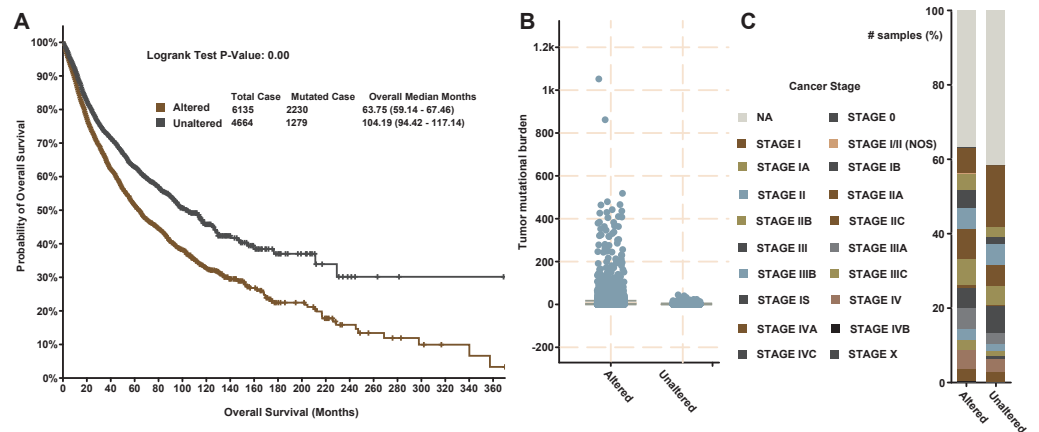 A
Logrank Test P-Value: 0.00
Total Case Mutated Case Overall Median Months
Altered 6135 2230 63.75 (59.14 - 67.46)
Unaltered 4664 1279 104.19 (94.42 - 117.14)
Probability of Overall Survival
100%
90%
80%
70%
60%
50%
40%
30%
20%
10%
0%
0 20 40 60 80 100 120 140 160 180 200 220 240 260 280 300 320 340 360
Overall Survival (Months)
B
Tumor mutational burden
1.2k
1k
800
600
400
200
0
-200
Altered
Unaltered
C
# samples (%)
100
80
60
40
20
0
Cancer Stage
NA STAGE 0
STAGE I STAGE I/II (NOS)
STAGE IA STAGE IB
STAGE II STAGE IIA
STAGE IIB STAGE IIC
STAGE III STAGE IIIA
STAGE IIIB STAGE IIIC
STAGE IS STAGE IV
STAGE IVA STAGE IVB
STAGE IVC STAGE X
Altered
Unaltered